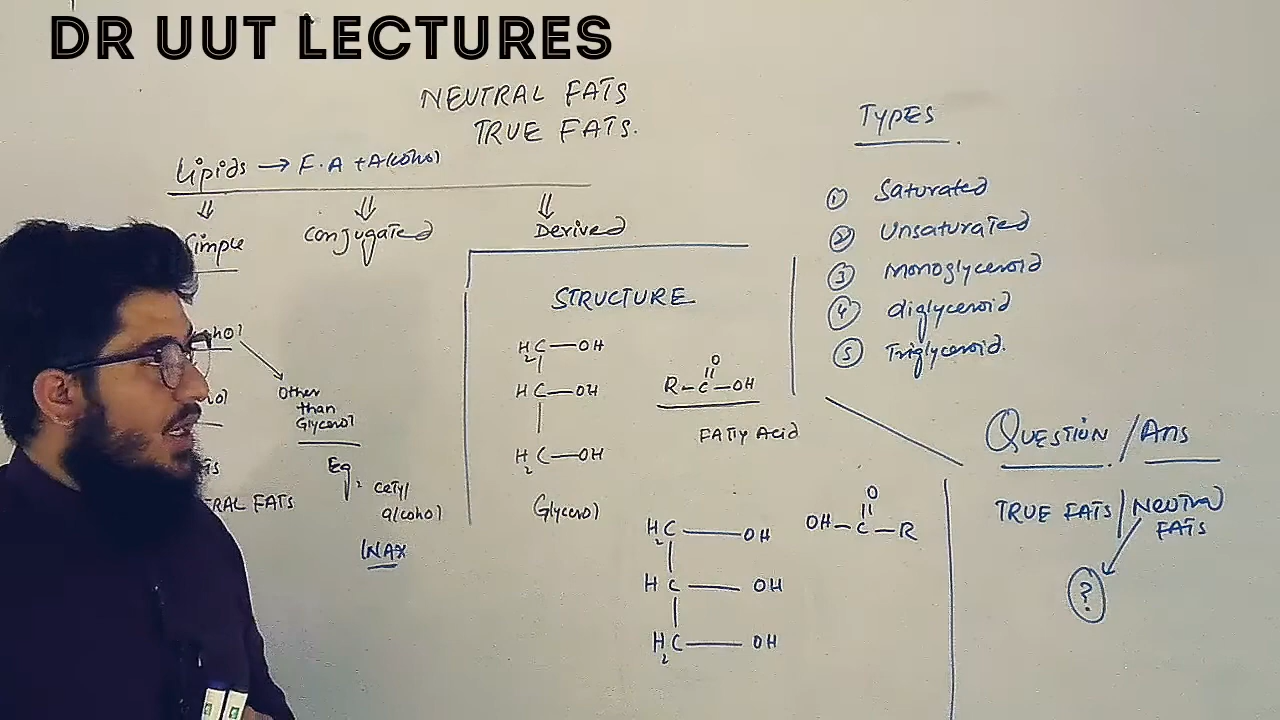 DR UUT LECTURES
NEUTRAL FATS
TRUE FATS.
Lipids → F.A + Alcohol
Simple
Conjugated
Derived
Other
than
Glycerol
Eg,
cetyl
alcohol
WAX
FATS
STRUCTURE
H2C—OH
HC—OH
H2C—OH
Glycerol
O
R–C–OH
FATTY Acid
H2C—OH
HC—OH
H2C—OH
O
OH–C–R
TYPES
① Saturated
② Unsaturated
③ Monoglyceroid
④ diglyceroid
⑤ Triglyceroid.
QUESTION / Ans
TRUE FATS / NEUTRAL
FATS
?